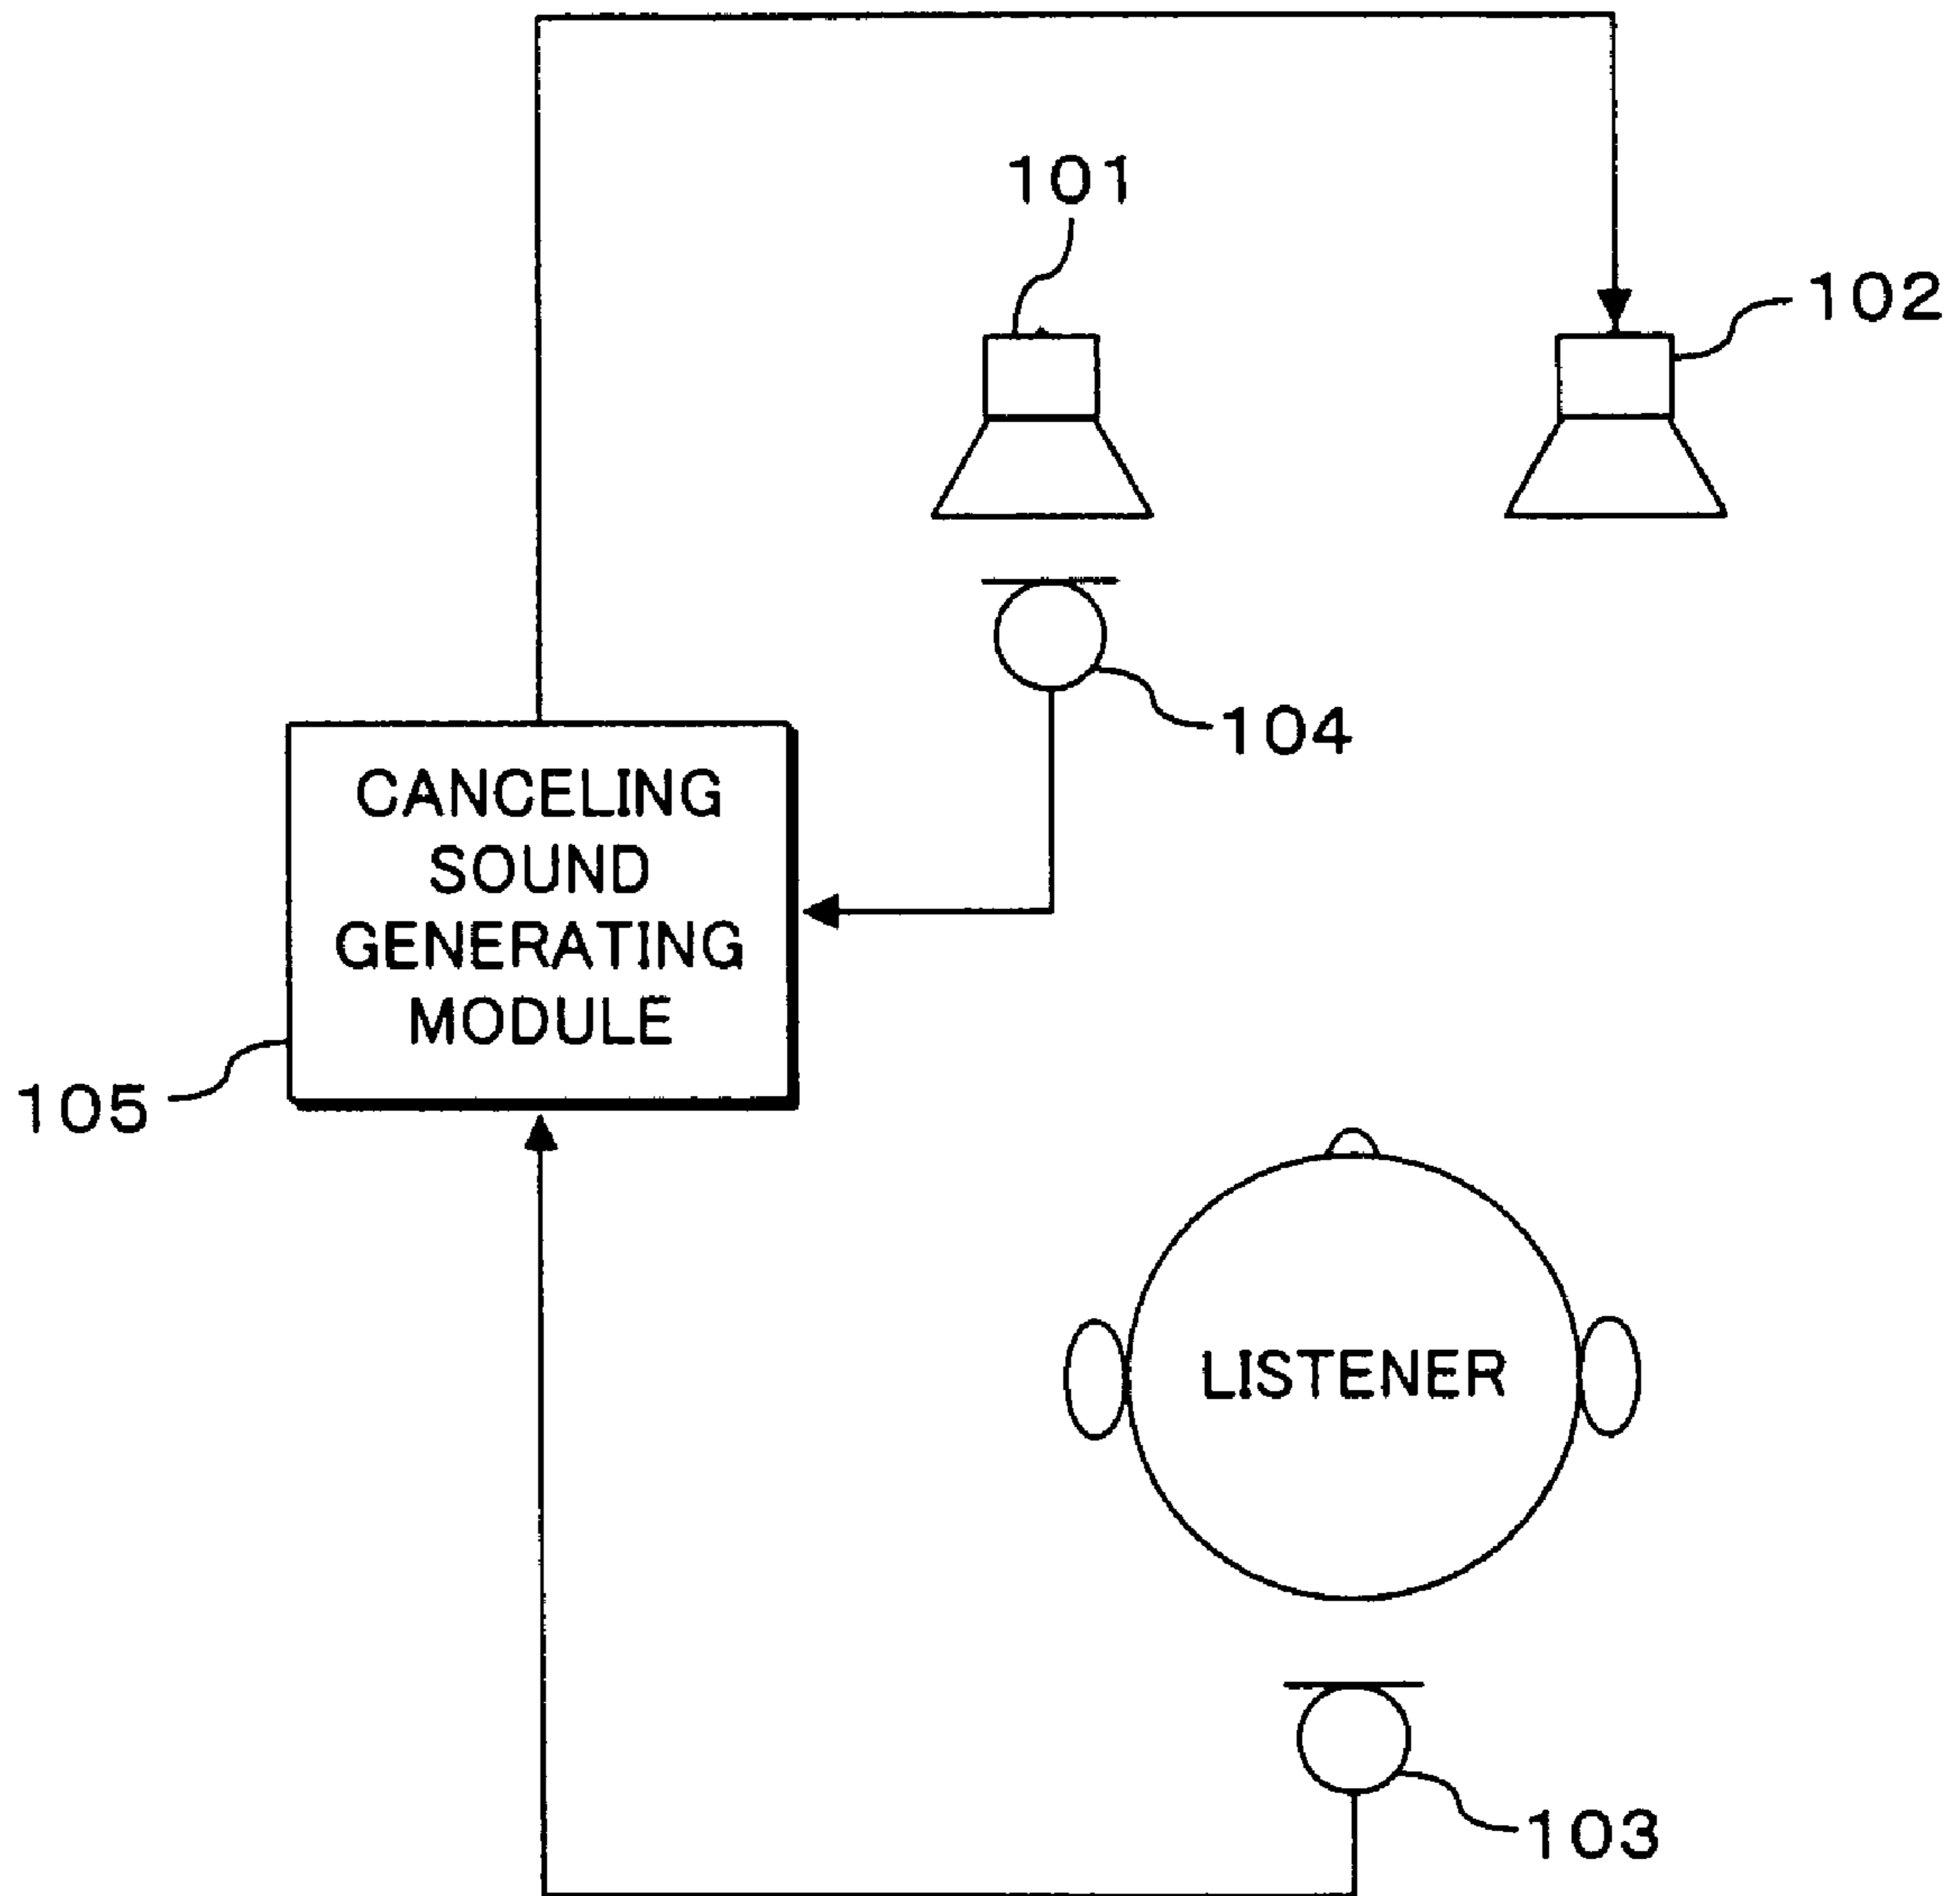 101
102
104
CANCELING
SOUND
GENERATING
MODULE
105
LISTENER
103